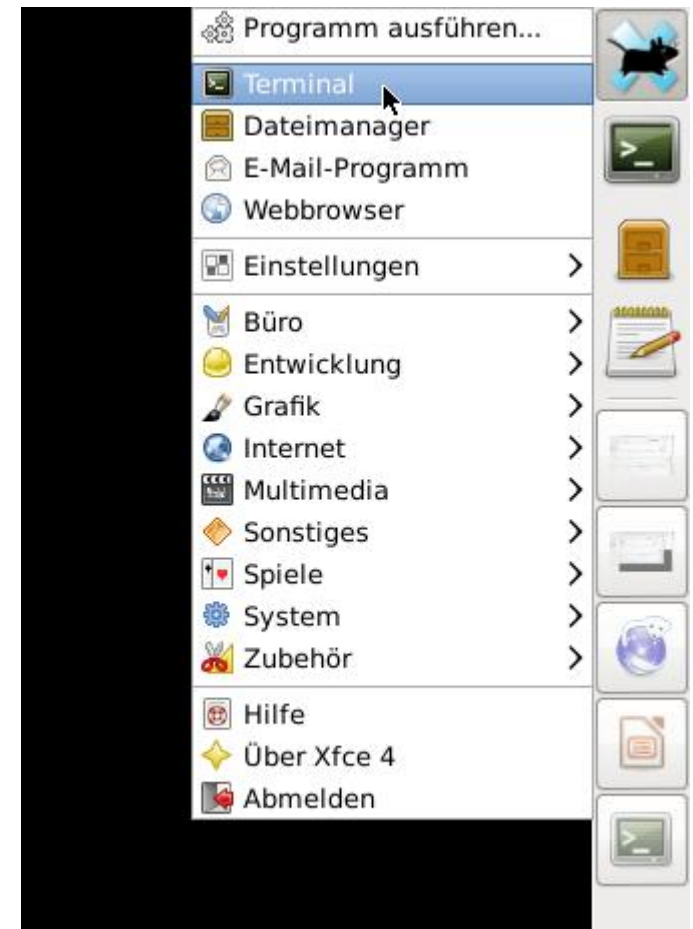 Programm ausführen...
Terminal
Dateimanager
E-Mail-Programm
Webbrowser
Einstellungen
Büro
Entwicklung
Grafik
Internet
Multimedia
Sonstiges
Spiele
System
Zubehör
Hilfe
Über Xfce 4
Abmelden